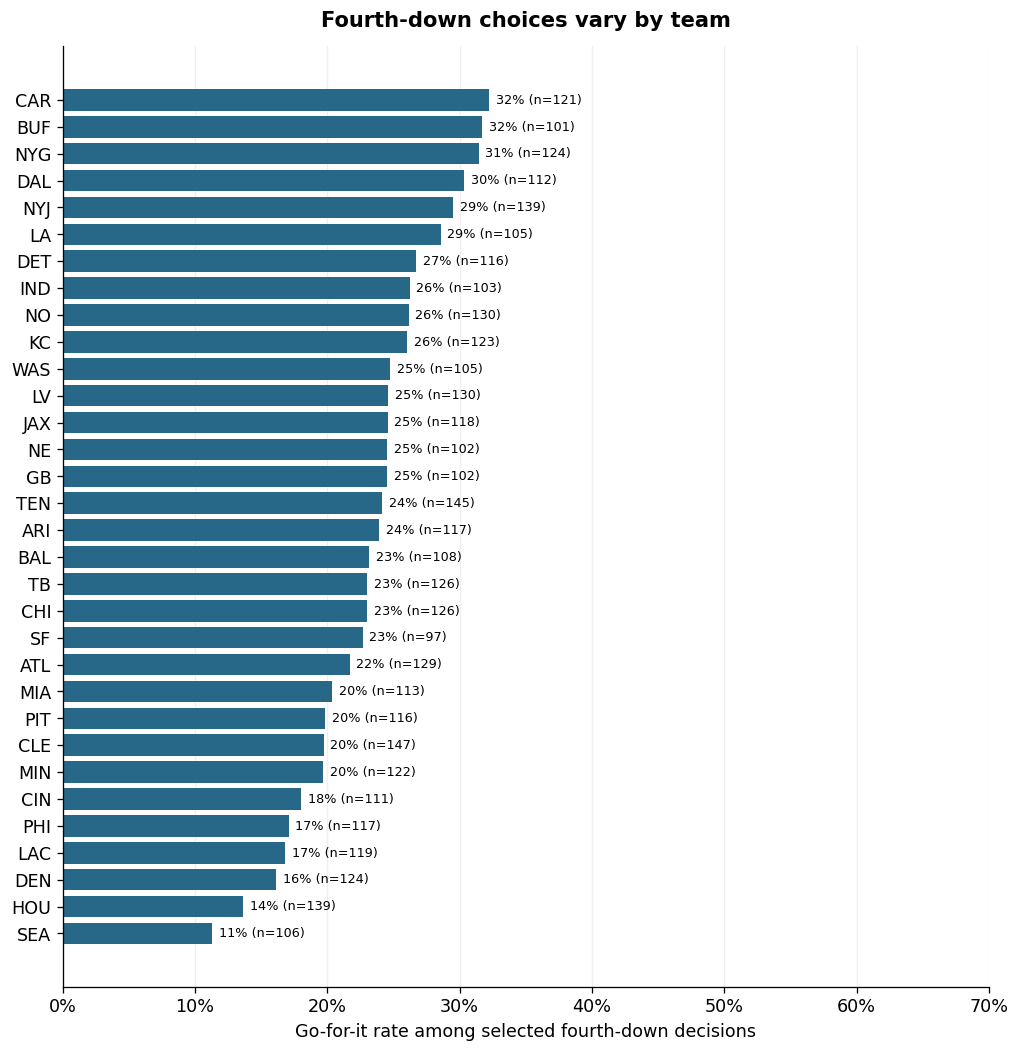 Fourth-down choices vary by team
CAR 32% (n=121)
BUF 32% (n=101)
NYG 31% (n=124)
DAL 30% (n=112)
NYJ 29% (n=139)
LA 29% (n=105)
DET 27% (n=116)
IND 26% (n=103)
NO 26% (n=130)
KC 26% (n=123)
WAS 25% (n=105)
LV 25% (n=130)
JAX 25% (n=118)
NE 25% (n=102)
GB 25% (n=102)
TEN 24% (n=145)
ARI 24% (n=117)
BAL 23% (n=108)
TB 23% (n=126)
CHI 23% (n=126)
SF 23% (n=97)
ATL 22% (n=129)
MIA 20% (n=113)
PIT 20% (n=116)
CLE 20% (n=147)
MIN 20% (n=122)
CIN 18% (n=111)
PHI 17% (n=117)
LAC 17% (n=119)
DEN 16% (n=124)
HOU 14% (n=139)
SEA 11% (n=106)
0% 10% 20% 30% 40% 50% 60% 70%
Go-for-it rate among selected fourth-down decisions